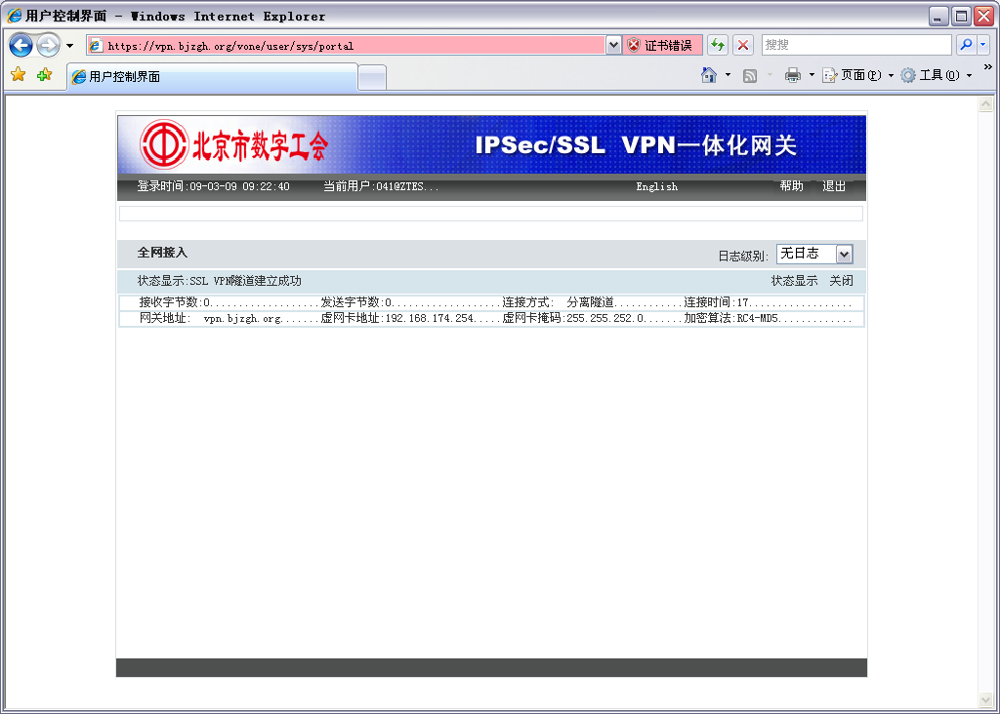 用户控制界面 - Windows Internet Explorer
https://vpn.bjzgh.org/vone/user/sys/portal 证书错误 搜搜
用户控制界面 页面(P) 工具(O) »
北京市数字工会 IPSec/SSL VPN一体化网关
登录时间:09-03-09 09:22:40 当前用户:041@ZTES... English 帮助 退出
全网接入 日志级别: 无日志
状态显示:SSL VPN隧道建立成功 状态显示 关闭
接收字节数:0................... 发送字节数:0................... 连接方式: 分离隧道............ 连接时间:17..................
网关地址: vpn.bjzgh.org....... 虚网卡地址:192.168.174.254..... 虚网卡掩码:255.255.252.0....... 加密算法:RC4-MD5.............